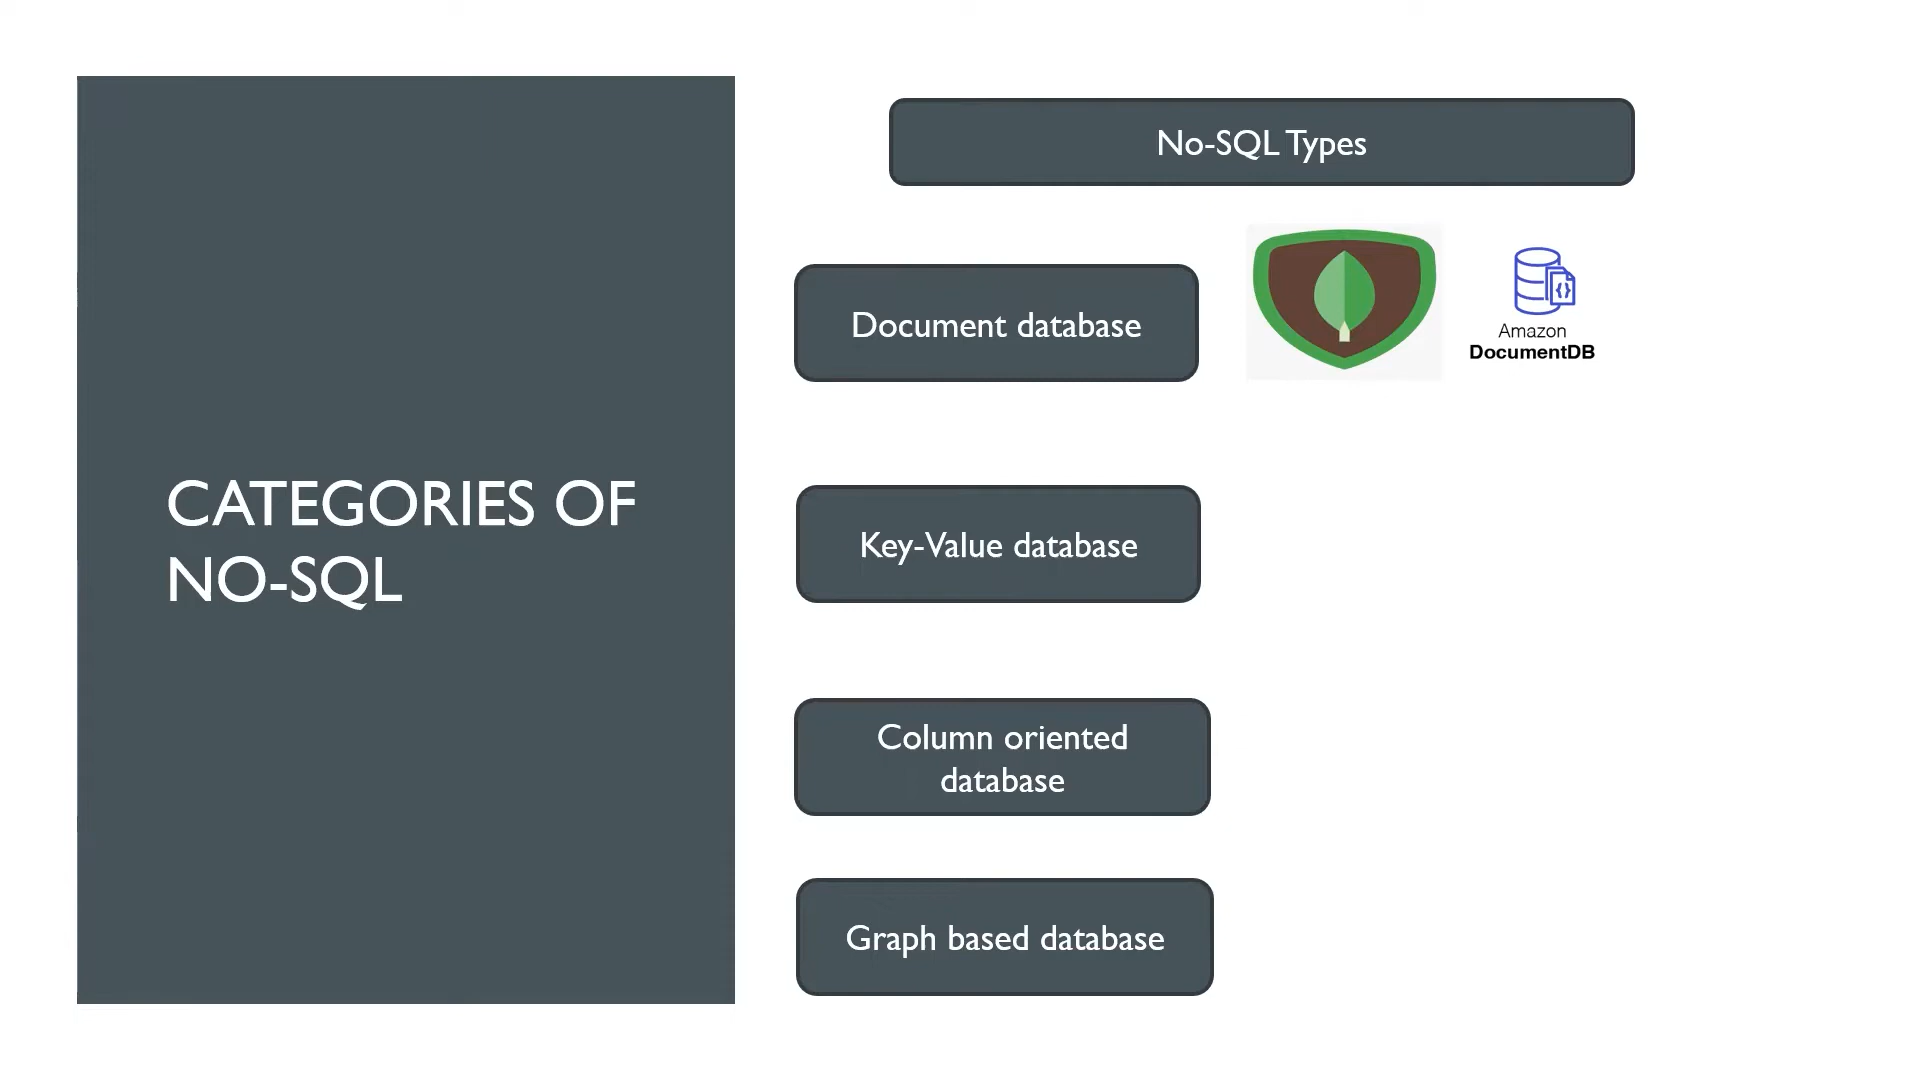 CATEGORIES OF
NO-SQL
No-SQL Types
Document database
Amazon
DocumentDB
Key-Value database
Column oriented
database
Graph based database